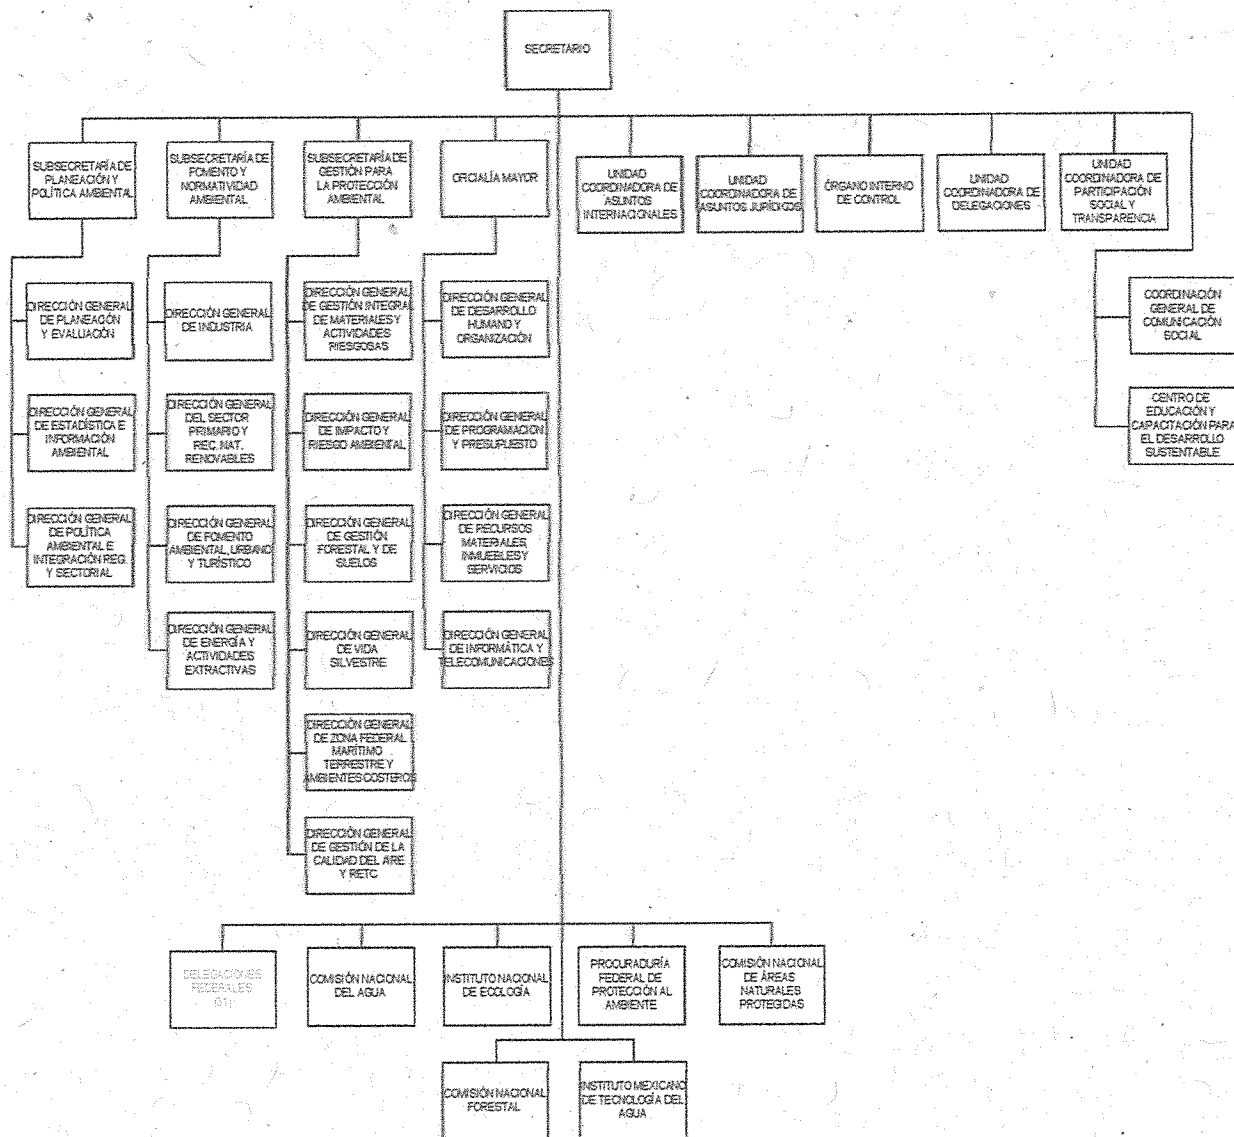 SECRETARIO
SUBSECRETARÍA DE
PLANEACIÓN Y
POLÍTICA AMBIENTAL
SUBSECRETARÍA DE
FOMENTO Y
NORMATIVIDAD
AMBIENTAL
SUBSECRETARÍA DE
GESTIÓN PARA
LA PROTECCIÓN
AMBIENTAL
OFICIALÍA MAYOR
UNIDAD
COORDINADORA DE
ASUNTOS
INTERNACIONALES
UNIDAD
COORDINADORA DE
ASUNTOS JURÍDICOS
ÓRGANO INTERNO
DE CONTROL
UNIDAD
COORDINADORA DE
DELEGACIONES
UNIDAD
COORDINADORA DE
PARTICIPACIÓN
SOCIAL Y
TRANSPARENCIA
DIRECCIÓN GENERAL
DE PLANEACIÓN
Y EVALUACIÓN
DIRECCIÓN GENERAL
DE INDUSTRIA
DIRECCIÓN GENERAL
DE GESTIÓN INTEGRAL
DE MATERIALES Y
ACTIVIDADES
RIESGOSAS
DIRECCIÓN GENERAL
DE DESARROLLO
HUMANO Y
ORGANIZACIÓN
COORDINACIÓN
GENERAL DE
COMUNICACIÓN
SOCIAL
DIRECCIÓN GENERAL
DE ESTADÍSTICA E
INFORMACIÓN
AMBIENTAL
DIRECCIÓN GENERAL
DEL SECTOR
PRIMARIO Y
REC. NAT.
RENOVABLES
DIRECCIÓN GENERAL
DE IMPACTO Y
RIESGO AMBIENTAL
DIRECCIÓN GENERAL
DE PROGRAMACION
Y PRESUPUESTO
CENTRO DE
EDUCACIÓN Y
CAPACITACIÓN PARA
EL DESARROLLO
SUSTENTABLE
DIRECCIÓN GENERAL
DE POLÍTICA
AMBIENTAL E
INTEGRACIÓN REG.
Y SECTORIAL
DIRECCIÓN GENERAL
DE FOMENTO
AMBIENTAL, URBANO
Y TURÍSTICO
DIRECCIÓN GENERAL
DE GESTIÓN
FORESTAL Y DE
SUELOS
DIRECCIÓN GENERAL
DE RECURSOS
MATERIALES,
INMUEBLES Y
SERVICIOS
DIRECCIÓN GENERAL
DE ENERGÍA Y
ACTIVIDADES
EXTRACTIVAS
DIRECCIÓN GENERAL
DE VIDA
SILVESTRE
DIRECCIÓN GENERAL
DE INFORMÁTICA Y
TELECOMUNICACIONES
DIRECCIÓN GENERAL
DE ZONA FEDERAL
MARÍTIMO
TERRESTRE Y
AMBIENTES COSTEROS
DIRECCIÓN GENERAL
DE GESTIÓN DE LA
CALIDAD DEL AIRE
Y RETC
DELEGACIONES
FEDERALES
COMISIÓN NACIONAL
DEL AGUA
INSTITUTO NACIONAL
DE ECOLOGÍA
PROCURADURÍA
FEDERAL DE
PROTECCIÓN AL
AMBIENTE
COMISIÓN NACIONAL
DE ÁREAS
NATURALES
PROTEGIDAS
COMISIÓN NACIONAL
FORESTAL
INSTITUTO MEXICANO
DE TECNOLOGÍA DEL
AGUA